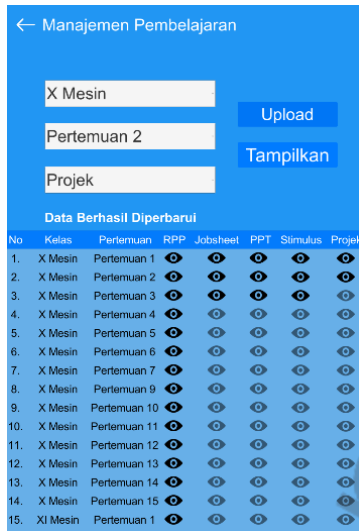 Manajemen Pembelajaran
X Mesin
Upload
Pertemuan 2
Tampilkan
Projek
Data Berhasil Diperbarui
No Kelas Pertemuan RPP Jobsheet PPT Stimulus Projek
1. X Mesin Pertemuan 1
2. X Mesin Pertemuan 2
3. X Mesin Pertemuan 3
4. X Mesin Pertemuan 4
5. X Mesin Pertemuan 5
6. X Mesin Pertemuan 6
7. X Mesin Pertemuan 7
8. X Mesin Pertemuan 9
9. X Mesin Pertemuan 10
10. X Mesin Pertemuan 11
11. X Mesin Pertemuan 12
12. X Mesin Pertemuan 13
13. X Mesin Pertemuan 14
14. X Mesin Pertemuan 15
15. XI Mesin Pertemuan 1